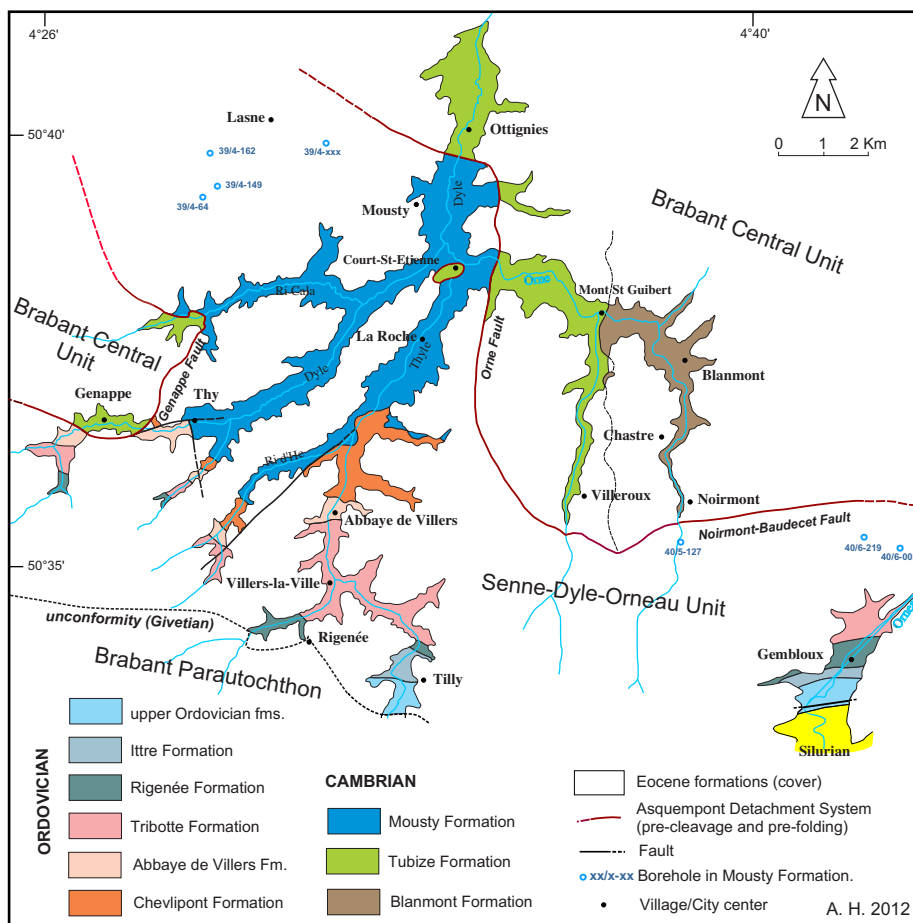 4°26
4°40
50°40'
50°35
N
0 1 2 Km
Lasne
39/4-162
39/4-xxx
39/4-149
39/4-64
Ottignies
Dyle
Mousty
Brabant Central Unit
Court-St-Etienne
Orne
Mont St Guibert
Ri Cala
Brabant Central
Unit
La Roche
Thyle
Orne Fault
Blanmont
Genappe Fault
Dyle
Genappe
Thy
Chastre
Ri d'Hé
Villeroux
Noirmont
Abbaye de Villers
Noirmont-Baudecet Fault
40/5-127
40/6-219
40/6-00
Villers-la-Ville
Senne-Dyle-Orneau Unit
unconformity (Givetian)
Rigenée
Brabant Parautochthon
Tilly
Gembloux
Silurian
ORDOVICIAN
upper Ordovician fms.
Ittre Formation
Rigenée Formation
Tribotte Formation
Abbaye de Villers Fm.
Chevlipont Formation
CAMBRIAN
Mousty Formation
Tubize Formation
Blanmont Formation
Eocene formations (cover)
Asquempont Detachment System
(pre-cleavage and pre-folding)
Fault
xx/x-xx Borehole in Mousty Formation.
Village/City center
A. H. 2012